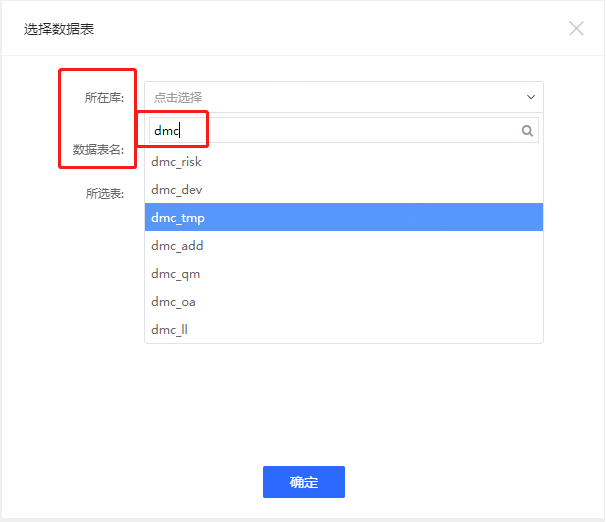 选择数据表
所在库:
点击选择
dmc
数据表名:
dmc_risk
dmc_dev
所选表:
dmc_tmp
dmc_add
dmc_qm
dmc_oa
dmc_ll
确定